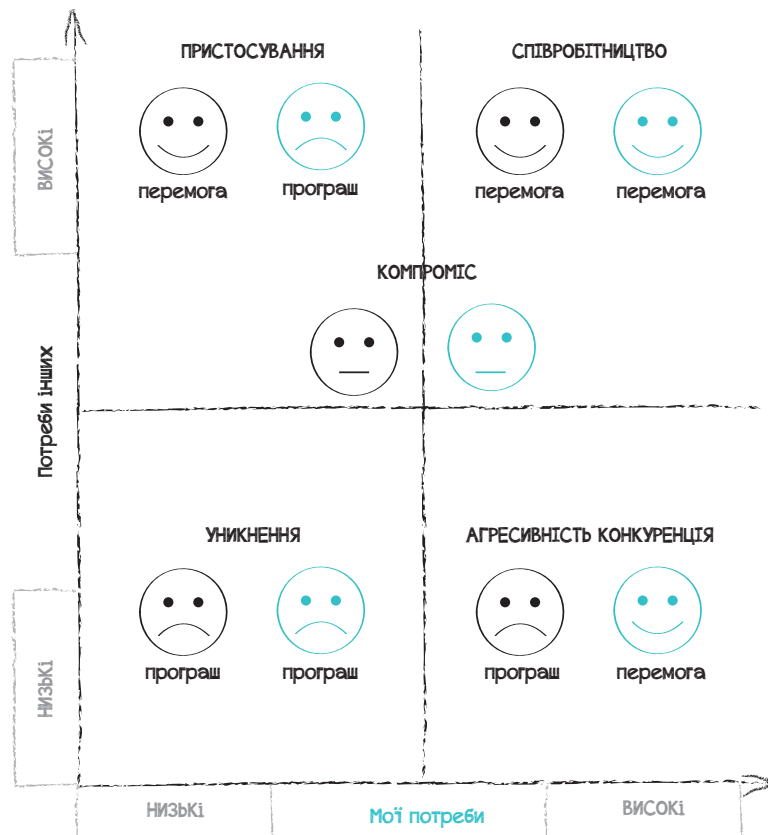 ПРИСТОСУВАННЯ
СПІВРОБІТНИЦТВО
перемога
програш
перемога
перемога
ВИСОКІ
КОМПРОМІС
Потреби інших
УНИКНЕННЯ
АГРЕСИВНІСТЬ КОНКУРЕНЦІЯ
програш
програш
програш
перемога
НИЗЬКІ
НИЗЬКІ
Мої потреби
ВИСОКІ